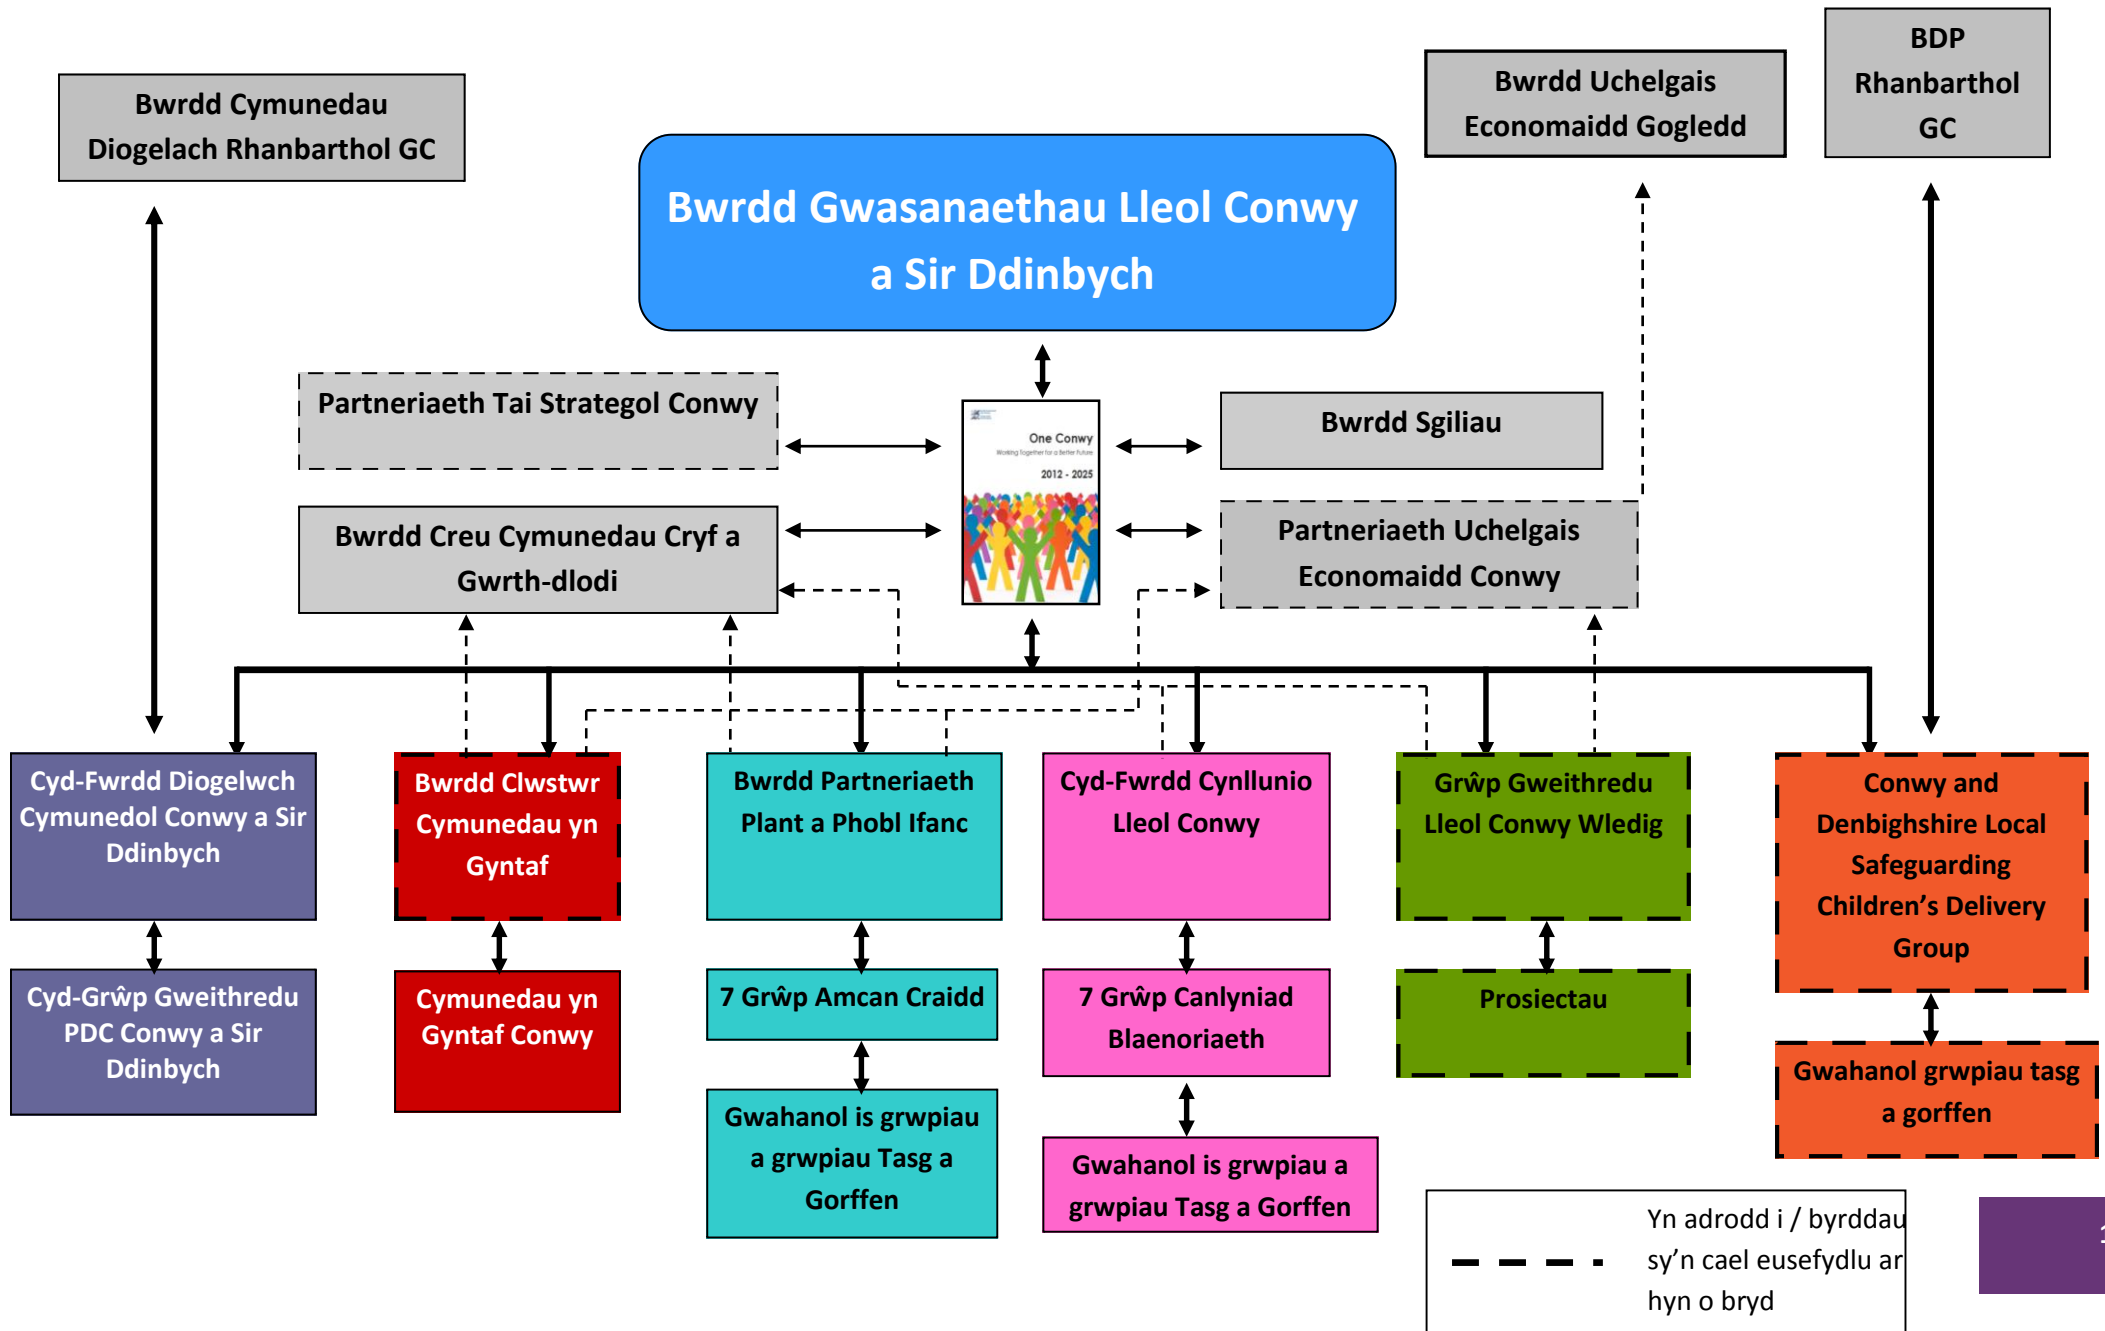 Bwrdd Cymunedau
Diogelach Rhanbarthol GC
Bwrdd Uchelgais
Economaidd Gogledd
BDP
Rhanbarthol
GC
Bwrdd Gwasanaethau Lleol Conwy
a Sir Ddinbych
Partneriaeth Tai Strategol Conwy
One Conwy
Working Together for a Better Future
2012 - 2025
Bwrdd Sgiliau
Bwrdd Creu Cymunedau Cryf a
Gwrth-dlodi
Partneriaeth Uchelgais
Economaidd Conwy
Cyd-Fwrdd Diogelwch
Cymunedol Conwy a Sir
Ddinbych
Bwrdd Clwstwr
Cymunedau yn
Gyntaf
Bwrdd Partneriaeth
Plant a Phobl Ifanc
Cyd-Fwrdd Cynllunio
Lleol Conwy
Grŵp Gweithredu
Lleol Conwy Wledig
Conwy and
Denbighshire Local
Safeguarding
Children’s Delivery
Group
Cyd-Grŵp Gweithredu
PDC Conwy a Sir
Ddinbych
Cymunedau yn
Gyntaf Conwy
7 Grŵp Amcan Craidd
7 Grŵp Canlyniad
Blaenoriaeth
Prosiectau
Gwahanol grwpiau tasg
a gorffen
Gwahanol is grwpiau
a grwpiau Tasg a
Gorffen
Gwahanol is grwpiau a
grwpiau Tasg a Gorffen
Yn adrodd i / byrddau
sy’n cael eusefydlu ar
hyn o bryd